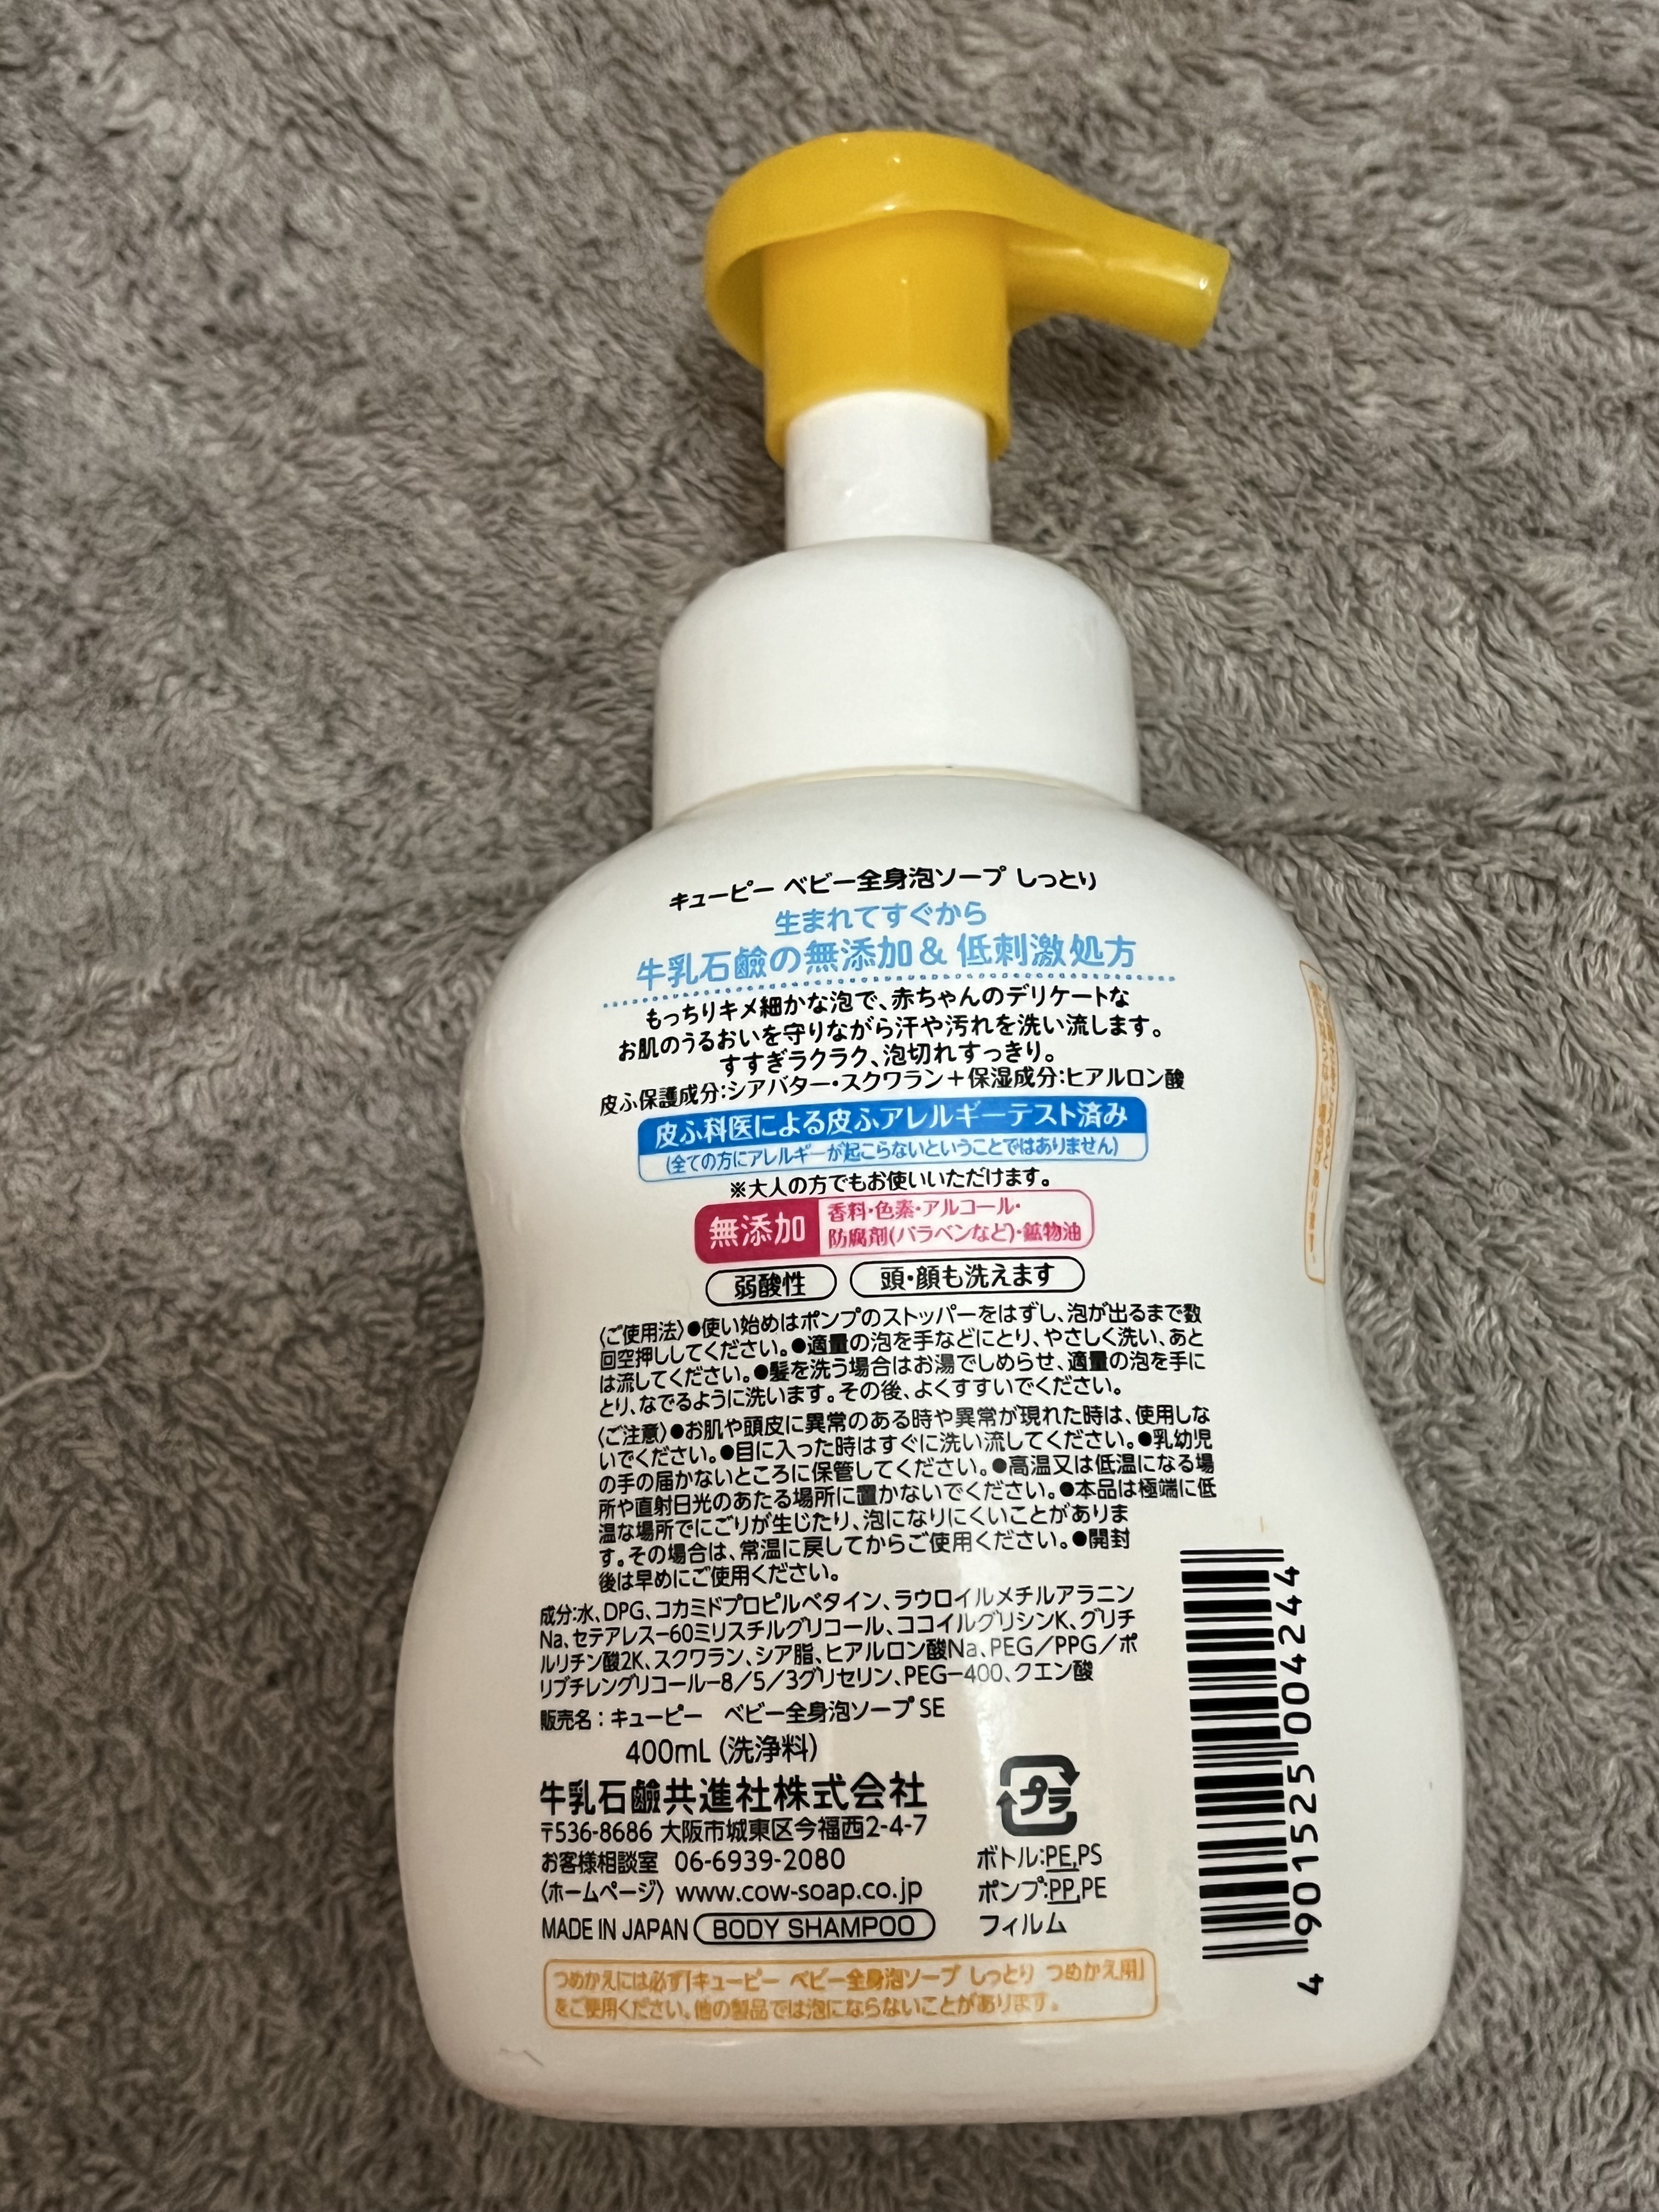 キューピー ベビー全身泡ソープ しっとり
生まれてすぐから
牛乳石鹼の無添加&低刺激処方
もっちりキメ細かな泡で、赤ちゃんのデリケートな
お肌のうるおいを守りながら汗や汚れを洗い流します。
すすぎラクラク、泡切れすっきり。
皮ふ保護成分:シアバター・スクワラン+保湿成分:ヒアルロン酸
皮ふ科医による皮ふアレルギーテスト済み
(全ての方にアレルギーが起こらないということではありません)
※大人の方でもお使いいただけます。
無添加
香料・色素・アルコール・
防腐剤(パラベンなど)・鉱物油
弱酸性 頭・顔も洗えます
〈ご使用法〉●使い始めはポンプのストッパーをはずし、泡が出るまで数
回空押ししてください。●適量の泡を手などにとり、やさしく洗い、あと
は流してください。●髪を洗う場合はお湯でしめらせ、適量の泡を手に
とり、なでるように洗います。その後、よくすすいでください。
〈ご注意〉●お肌や頭皮に異常のある時や異常が現れた時は、使用しな
いでください。●目に入った時はすぐに洗い流してください。●乳幼児
の手の届かないところに保管してください。●高温又は低温になる場
所や直射日光のあたる場所に置かないでください。●本品は極端に低
温な場所でにごりが生じたり、泡になりにくいことがありま
す。その場合は、常温に戻してからご使用ください。●開封
後は早めにご使用ください。
成分:水、DPG、コカミドプロピルベタイン、ラウロイルメチルアラニン
Na、セテアレス-60ミリスチルグリコール、ココイルグリシンK、グリチ
ルリチン酸2K、スクワラン、シア脂、ヒアルロン酸Na、PEG/PPG/ポ
リブチレングリコール-8/5/3グリセリン、PEG-400、クエン酸
販売名:キューピー ベビー全身泡ソープ SE
400mL (洗浄料)
牛乳石鹼共進社株式会社
〒536-8686 大阪市城東区今福西2-4-7
お客様相談室 06-6939-2080
〈ホームページ〉 www.cow-soap.co.jp
MADE IN JAPAN BODY SHAMPOO
プラ
ボトル:PE,PS
ポンプ:PP,PE
フィルム
4 901525 004244
つめかえには必ず「キューピー ベビー全身泡ソープ しっとり つめかえ用」
をご使用ください。他の製品では泡にならないことがあります。